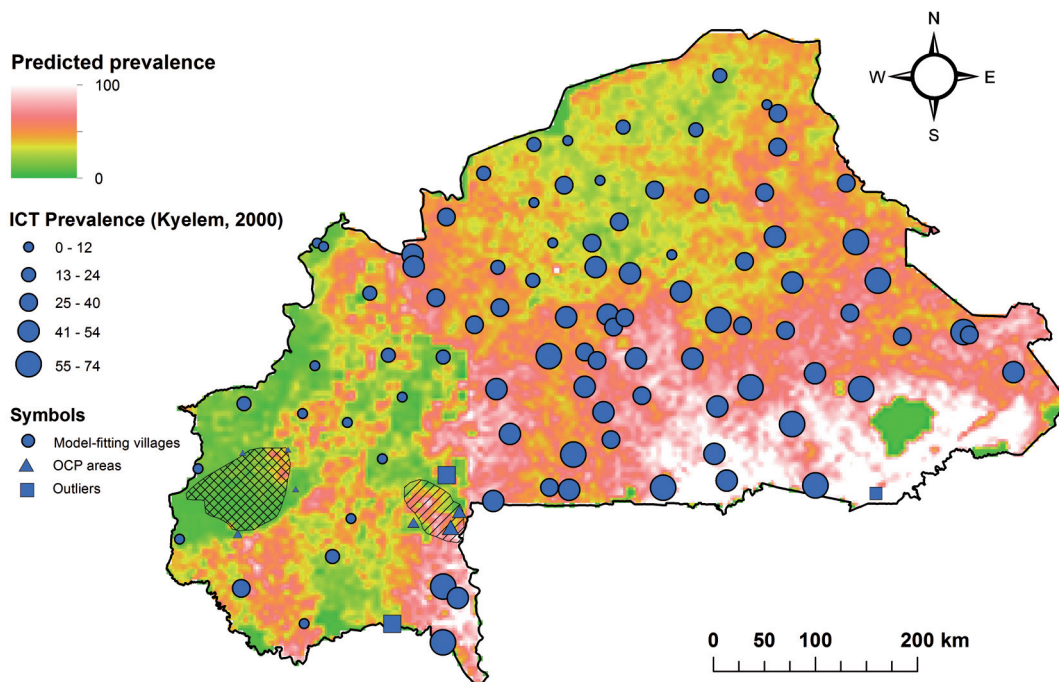 Predicted prevalence
100
0
ICT Prevalence (Kyelem, 2000)
0 - 12
13 - 24
25 - 40
41 - 54
55 - 74
Symbols
Model-fitting villages
OCP areas
Outliers
N
W E
S
0 50 100 200 km